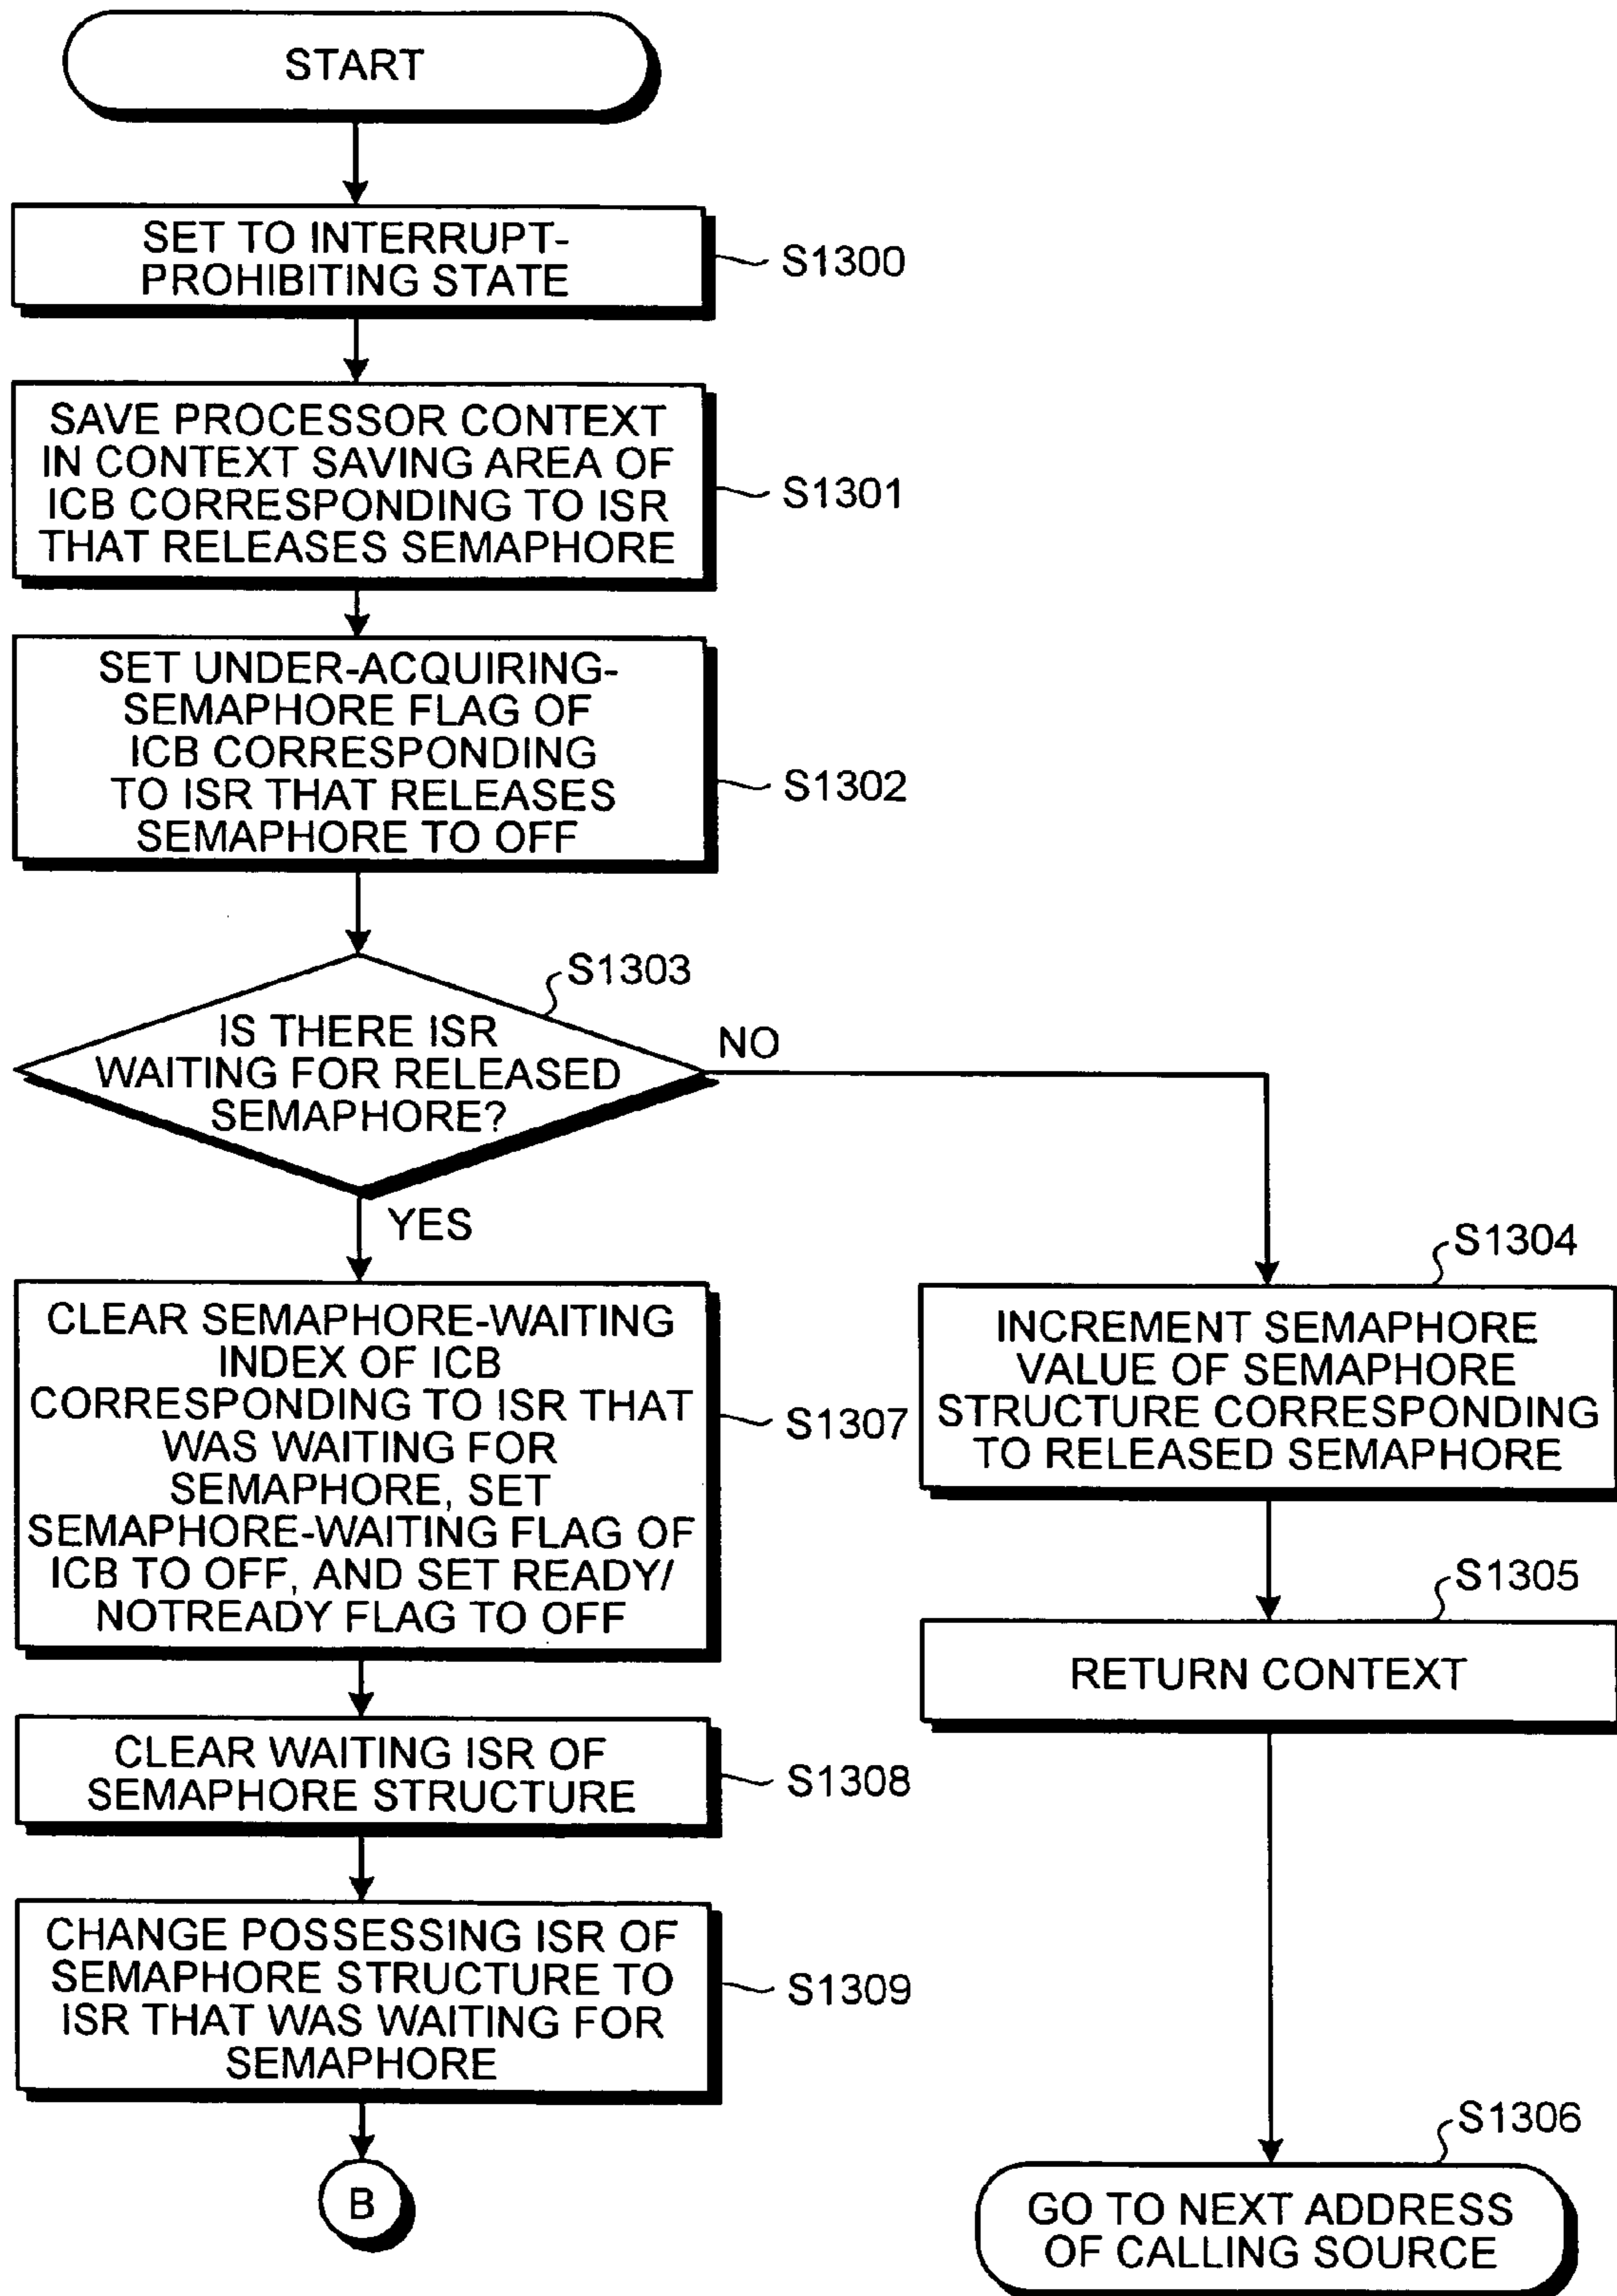 START
SET TO INTERRUPT-
PROHIBITING STATE
S1300
SAVE PROCESSOR CONTEXT
IN CONTEXT SAVING AREA OF
ICB CORRESPONDING TO ISR
THAT RELEASES SEMAPHORE
S1301
SET UNDER-ACQUIRING-
SEMAPHORE FLAG OF
ICB CORRESPONDING
TO ISR THAT RELEASES
SEMAPHORE TO OFF
S1302
S1303
IS THERE ISR
WAITING FOR RELEASED
SEMAPHORE?
NO
YES
S1304
INCREMENT SEMAPHORE
VALUE OF SEMAPHORE
STRUCTURE CORRESPONDING
TO RELEASED SEMAPHORE
S1305
RETURN CONTEXT
S1306
GO TO NEXT ADDRESS
OF CALLING SOURCE
CLEAR SEMAPHORE-WAITING
INDEX OF ICB
CORRESPONDING TO ISR THAT
WAS WAITING FOR
SEMAPHORE, SET
SEMAPHORE-WAITING FLAG OF
ICB TO OFF, AND SET READY/
NOTREADY FLAG TO OFF
S1307
CLEAR WAITING ISR OF
SEMAPHORE STRUCTURE
S1308
CHANGE POSSESSING ISR OF
SEMAPHORE STRUCTURE TO
ISR THAT WAS WAITING FOR
SEMAPHORE
S1309
B